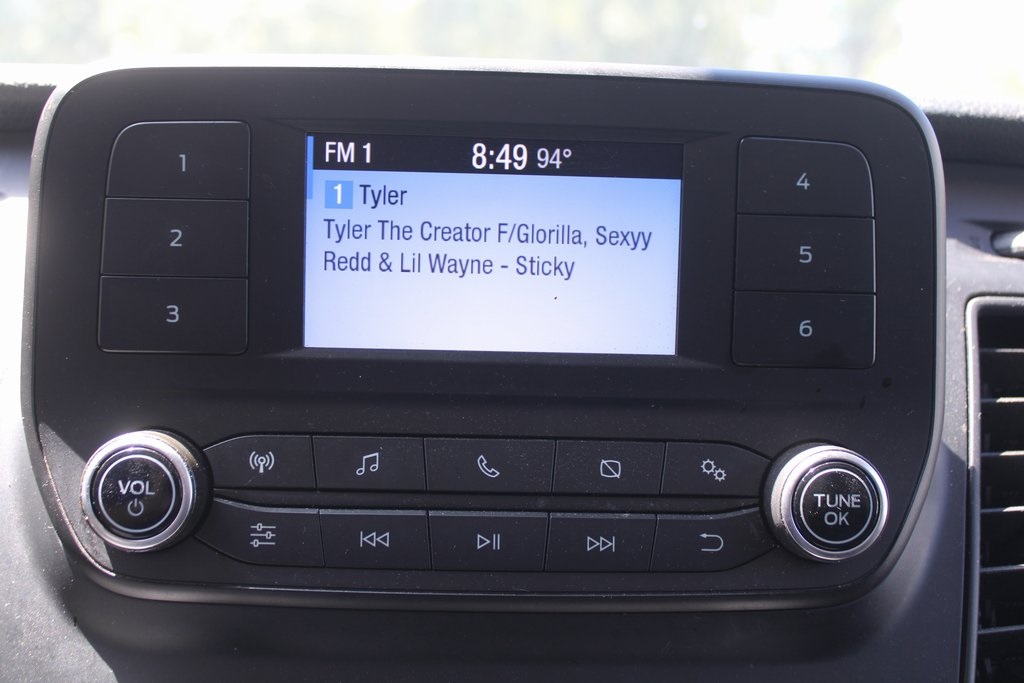 FM 1 8:49 94°
1 Tyler
Tyler The Creator F/Glorilla, Sexyy
Redd & Lil Wayne - Sticky
1
2
3
4
5
6
VOL
TUNE
OK